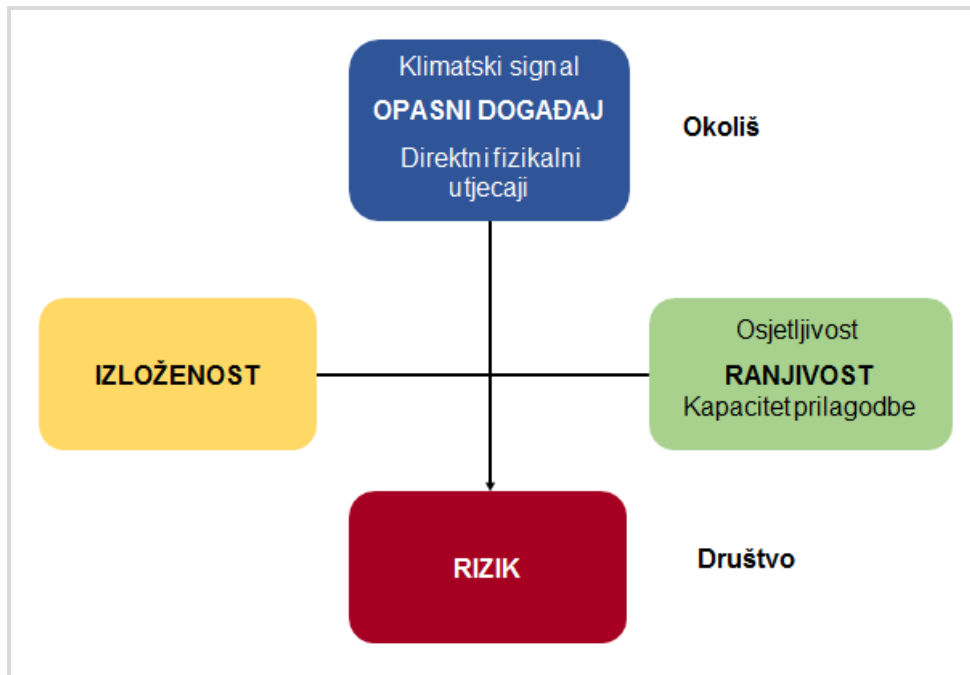 Klimatski signal
OPASNI DOGAĐAJ
Direktni fizikalni
utjecaji
Okoliš
IZLOŽENOST
Osjetljivost
RANJIVOST
Kapacitet prilagodbe
RIZIK
Društvo